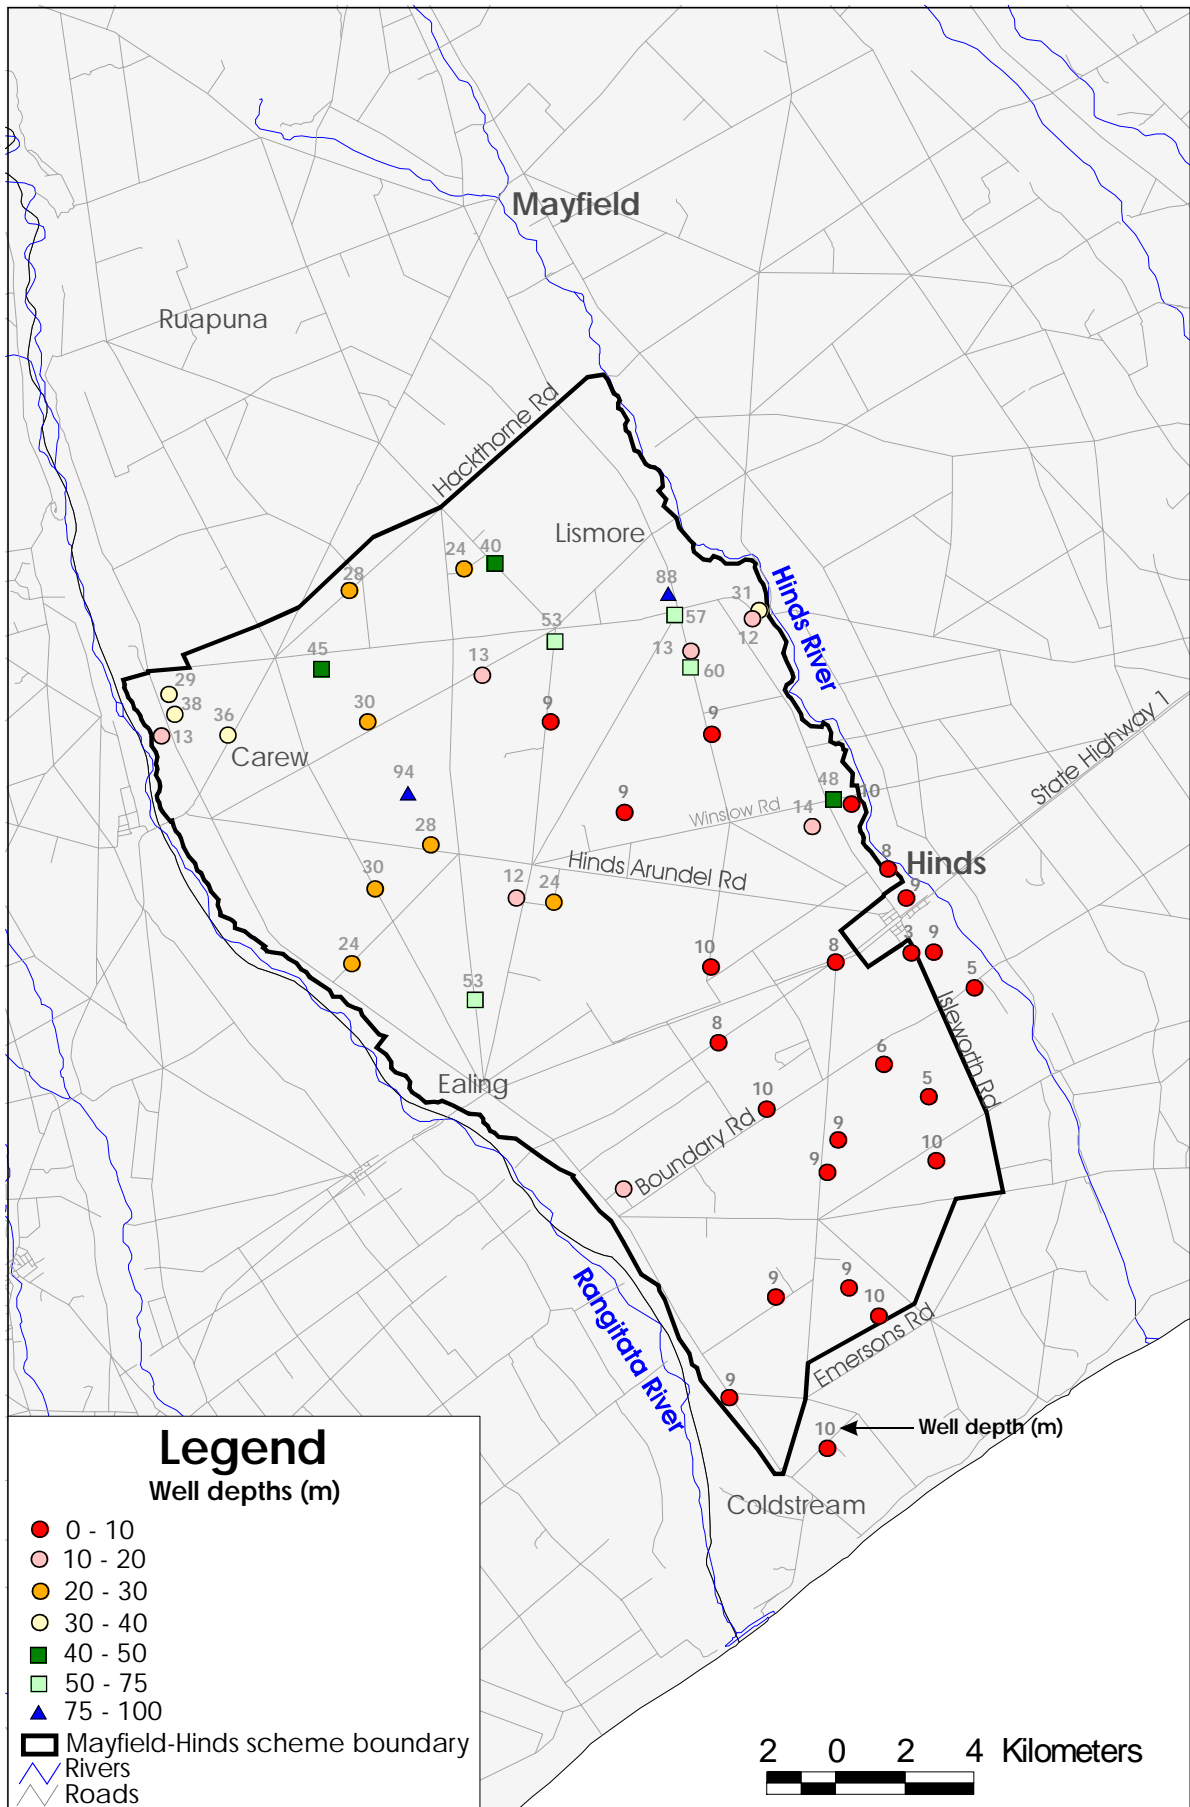 Mayfield
Ruapuna
Hackthorne Rd
Lismore
24 40
28
88
31
Hinds River
57
12
53
13
60
45
13
29
38
36
13
30
9
9
Carew
State Highway 1
94
48
10
9
14
Winslow Rd
28
Hinds Arundel Rd
8
Hinds
30
12 24
9
24
10
8
3 9
53
5
Isleworth Rd
8
6
Ealing
10
5
9
Boundary Rd
9
10
Rangitata River
9
9
10
Emersons Rd
9
10
Well depth (m)
Coldstream
Legend
Well depths (m)
0 - 10
10 - 20
20 - 30
30 - 40
40 - 50
50 - 75
75 - 100
Mayfield-Hinds scheme boundary
Rivers
Roads
2 0 2 4 Kilometers